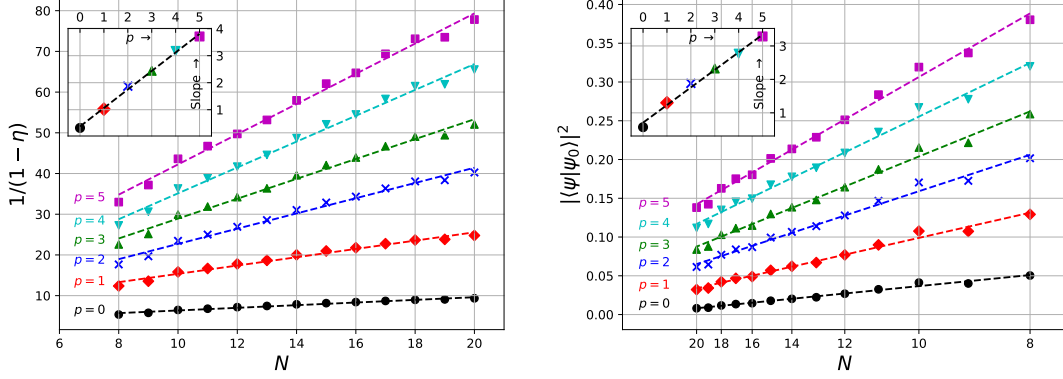 80
70
60
50
40
30
20
10
1/(1 − η)
0 1 2 3 4 5
p →
Slope →
4
3
2
1
p = 5
p = 4
p = 3
p = 2
p = 1
p = 0
6 8 10 12 14 16 18 20
N
0.40
0.35
0.30
0.25
0.20
0.15
0.10
0.05
0.00
|⟨ψ|ψ₀⟩|²
0 1 2 3 4 5
p →
Slope →
3
2
1
p = 5
p = 4
p = 3
p = 2
p = 1
p = 0
20 18 16 14 12 10 8
N